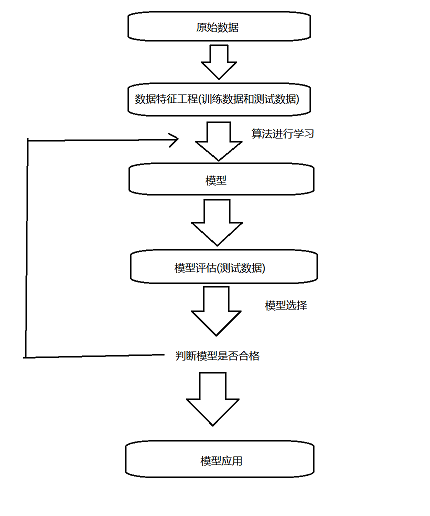 原始数据
数据特征工程(训练数据和测试数据)
算法进行学习
模型
模型评估(测试数据)
模型选择
判断模型是否合格
模型应用